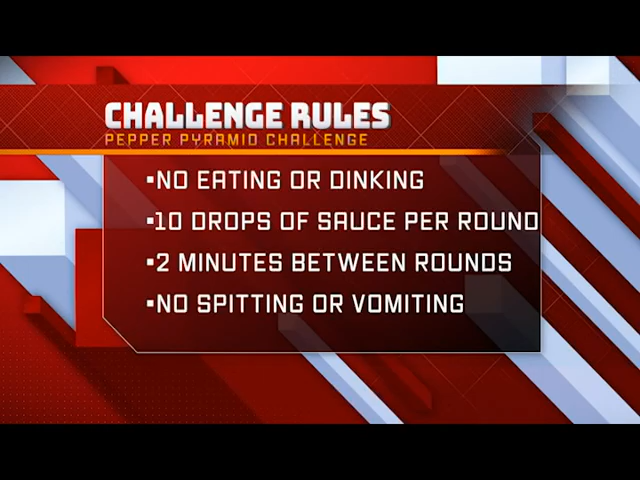 CHALLENGE RULES
PEPPER PYRAMID CHALLENGE
▪NO EATING OR DINKING
▪10 DROPS OF SAUCE PER ROUND
▪2 MINUTES BETWEEN ROUNDS
▪NO SPITTING OR VOMITING